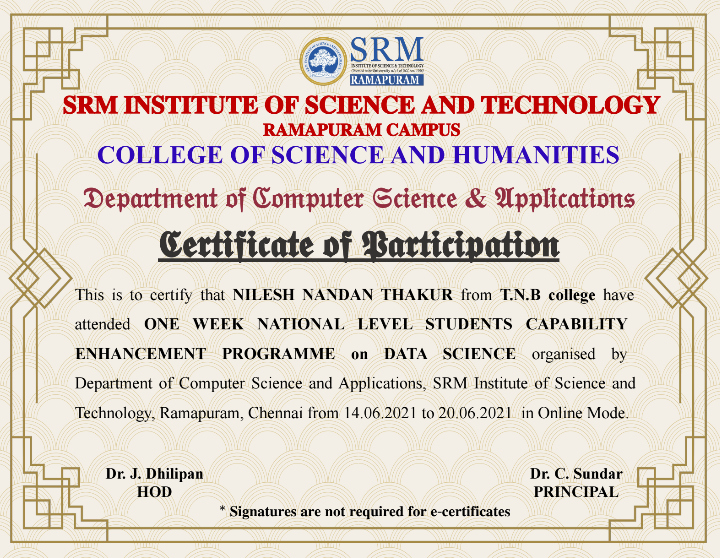 SRM
INSTITUTE OF SCIENCE & TECHNOLOGY
RAMAPURAM
SRM INSTITUTE OF SCIENCE AND TECHNOLOGY
RAMAPURAM CAMPUS
COLLEGE OF SCIENCE AND HUMANITIES
Department of Computer Science & Applications
Certificate of Participation
This is to certify that NILESH NANDAN THAKUR from T.N.B college have
attended ONE WEEK NATIONAL LEVEL STUDENTS CAPABILITY
ENHANCEMENT PROGRAMME on DATA SCIENCE organised by
Department of Computer Science and Applications, SRM Institute of Science and
Technology, Ramapuram, Chennai from 14.06.2021 to 20.06.2021 in Online Mode.
Dr. J. Dhilipan
HOD
Dr. C. Sundar
PRINCIPAL
* Signatures are not required for e-certificates